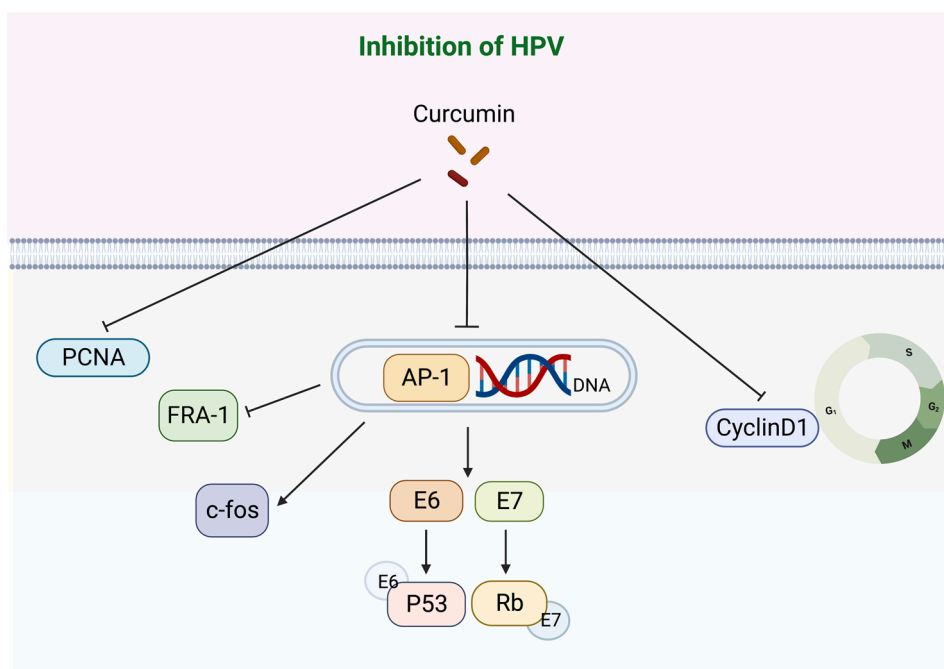 Inhibition of HPV
Curcumin
PCNA
AP-1
DNA
FRA-1
CyclinD1
G₁
S
G₂
M
c-fos
E6
E7
E6
P53
Rb
E7